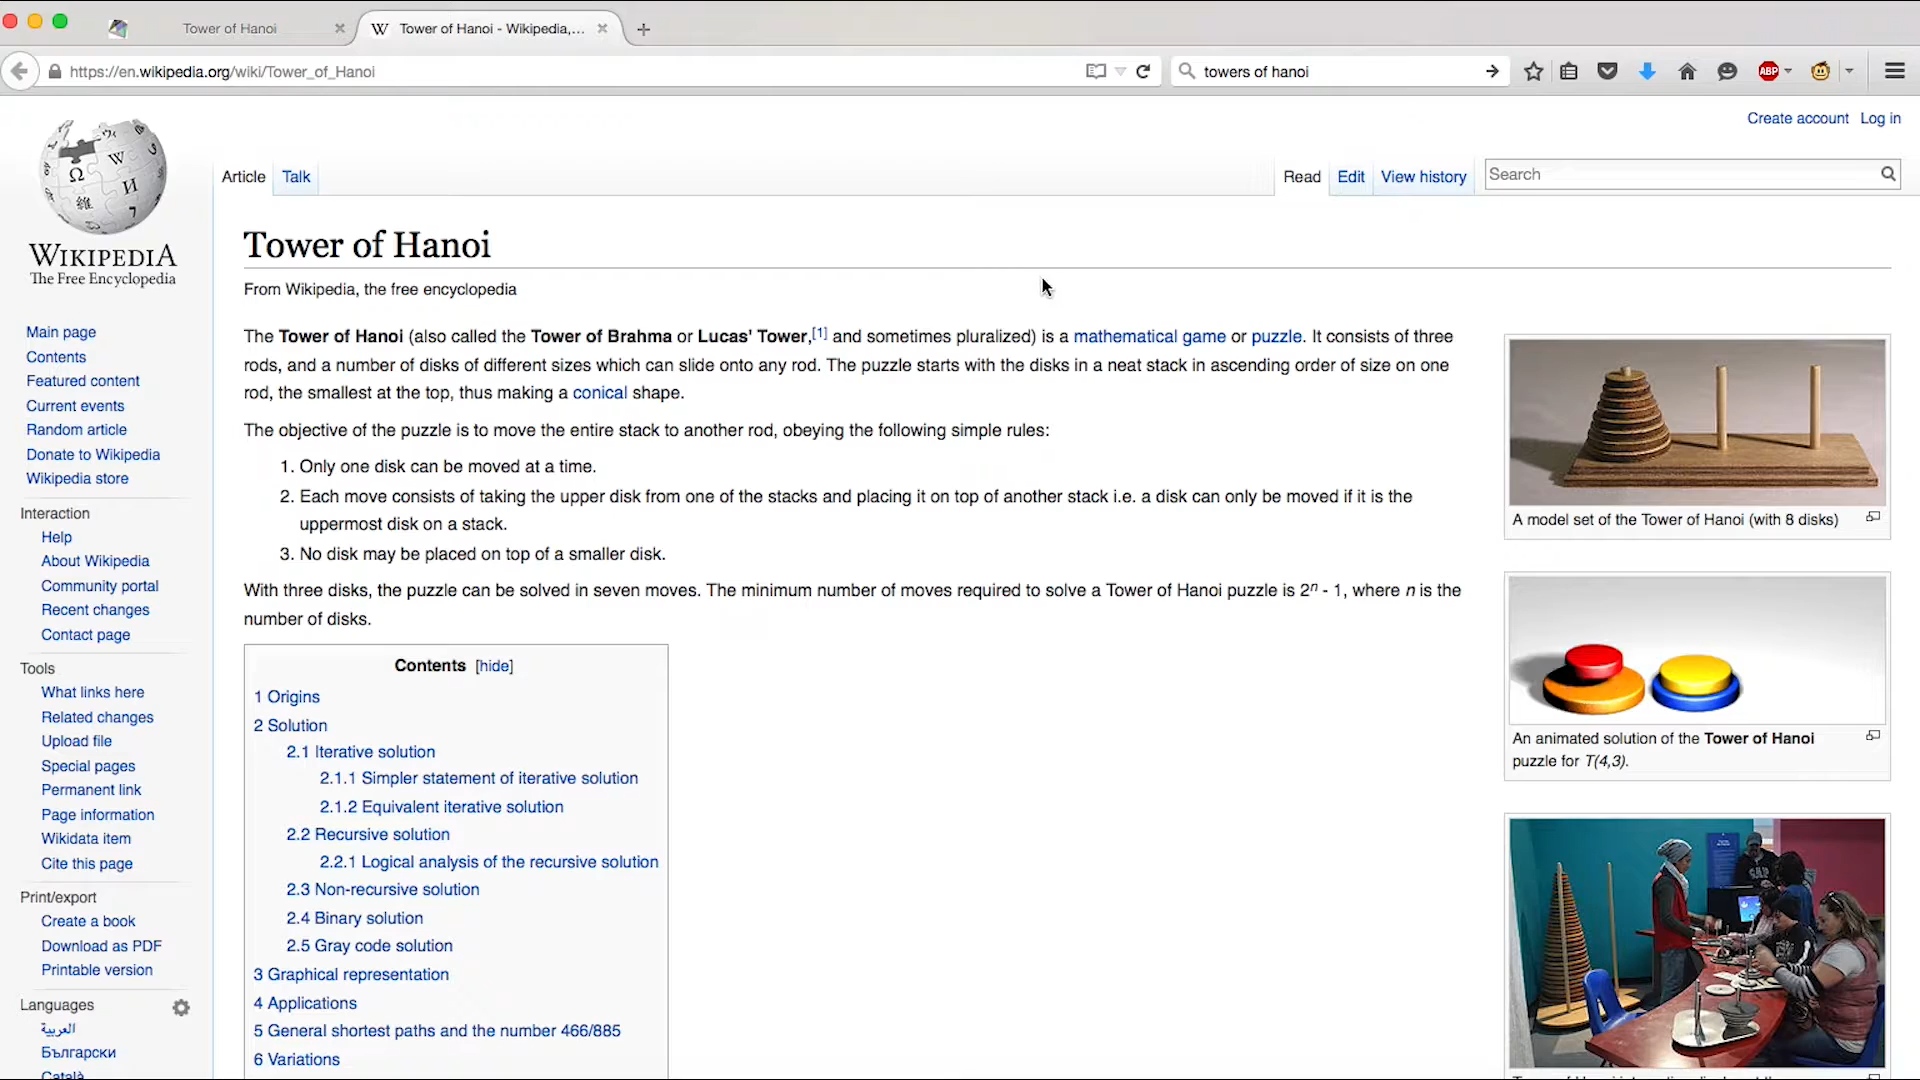 Tower of Hanoi
Tower of Hanoi - Wikipedia,...
https://en.wikipedia.org/wiki/Tower_of_Hanoi
towers of hanoi
ABP
Create account Log in
Article Talk
Read Edit View history
Search
WIKIPEDIA
The Free Encyclopedia
Main page
Contents
Featured content
Current events
Random article
Donate to Wikipedia
Wikipedia store
Interaction
Help
About Wikipedia
Community portal
Recent changes
Contact page
Tools
What links here
Related changes
Upload file
Special pages
Permanent link
Page information
Wikidata item
Cite this page
Print/export
Create a book
Download as PDF
Printable version
Languages
العربية
Български
Català
Tower of Hanoi
From Wikipedia, the free encyclopedia
The Tower of Hanoi (also called the Tower of Brahma or Lucas' Tower,[1] and sometimes pluralized) is a mathematical game or puzzle. It consists of three
rods, and a number of disks of different sizes which can slide onto any rod. The puzzle starts with the disks in a neat stack in ascending order of size on one
rod, the smallest at the top, thus making a conical shape.
The objective of the puzzle is to move the entire stack to another rod, obeying the following simple rules:
1. Only one disk can be moved at a time.
2. Each move consists of taking the upper disk from one of the stacks and placing it on top of another stack i.e. a disk can only be moved if it is the
uppermost disk on a stack.
3. No disk may be placed on top of a smaller disk.
With three disks, the puzzle can be solved in seven moves. The minimum number of moves required to solve a Tower of Hanoi puzzle is 2ⁿ - 1, where n is the
number of disks.
Contents [hide]
1 Origins
2 Solution
2.1 Iterative solution
2.1.1 Simpler statement of iterative solution
2.1.2 Equivalent iterative solution
2.2 Recursive solution
2.2.1 Logical analysis of the recursive solution
2.3 Non-recursive solution
2.4 Binary solution
2.5 Gray code solution
3 Graphical representation
4 Applications
5 General shortest paths and the number 466/885
6 Variations
A model set of the Tower of Hanoi (with 8 disks)
An animated solution of the Tower of Hanoi
puzzle for T(4,3).